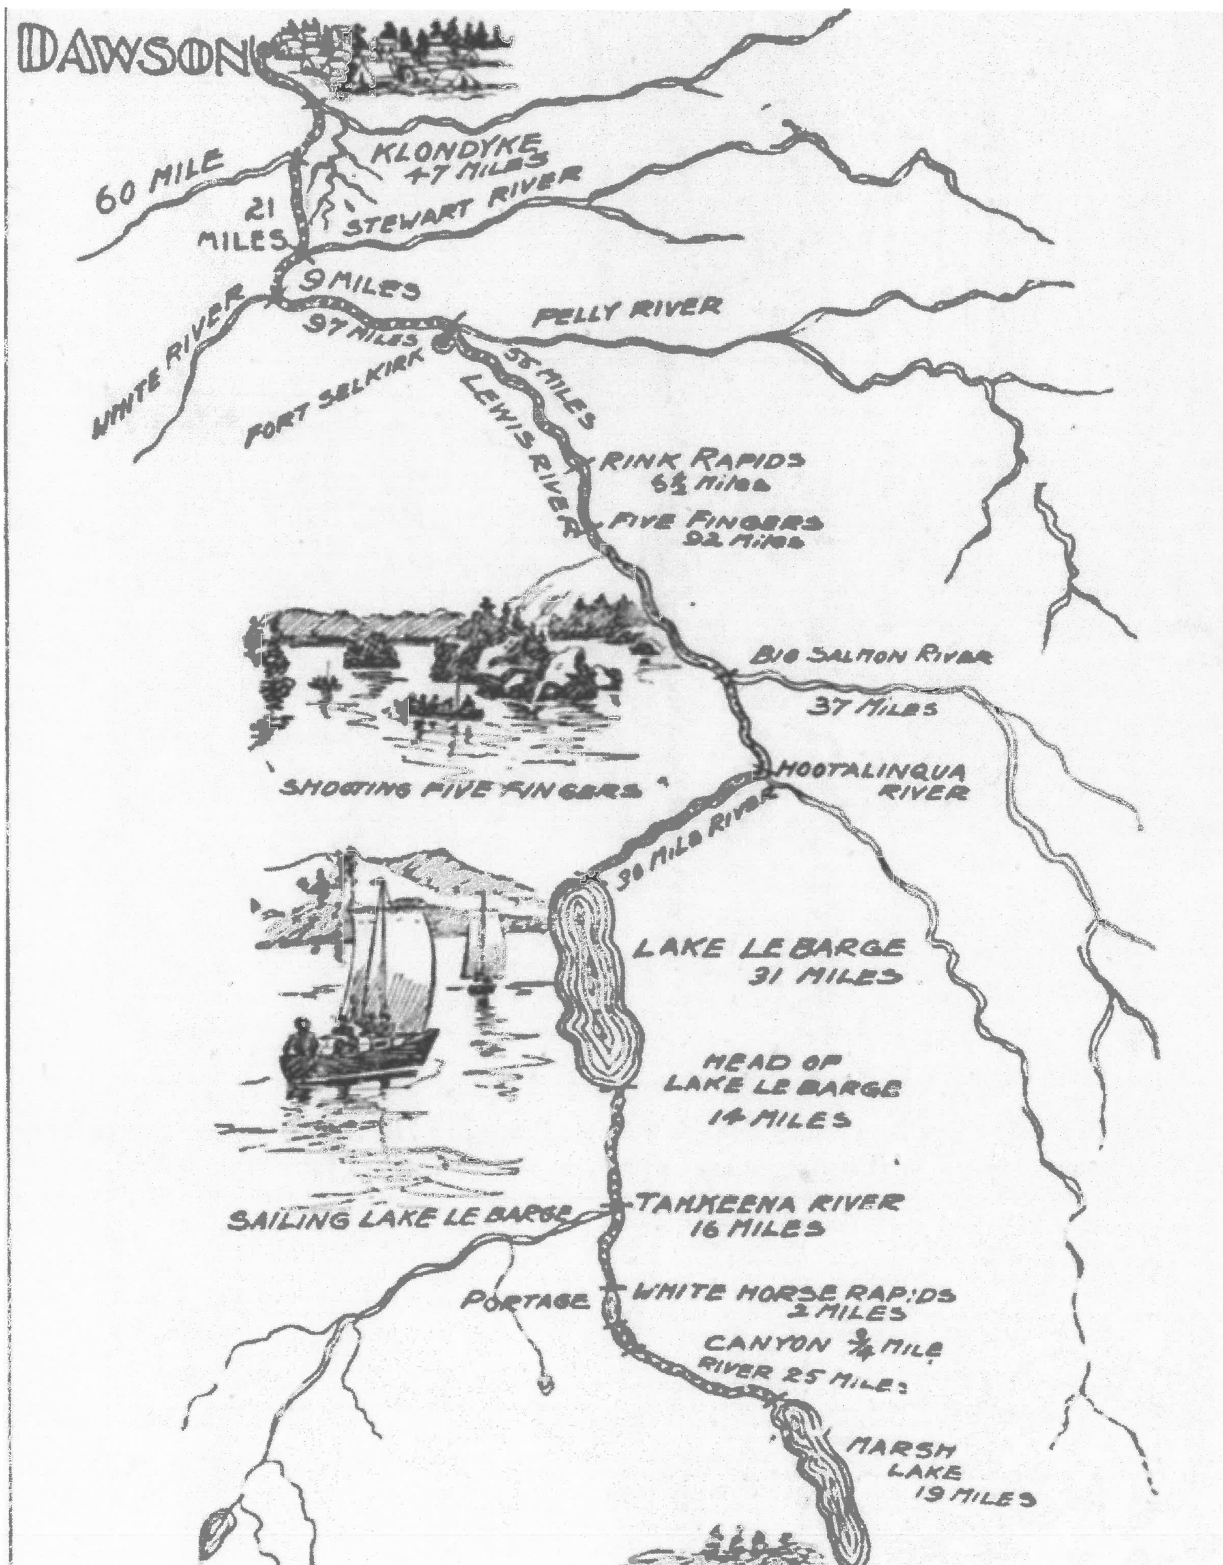 DAWSON
KLONDYKE
47 MILES
60 MILE
21
MILES
STEWART RIVER
9 MILES
WHITE RIVER
97 MILES
PELLY RIVER
FORT SELKIRK
55 MILES
LEWIS RIVER
RINK RAPIDS
6½ Miles
FIVE FINGERS
92 Miles
BIG SALMON RIVER
37 MILES
SHOOTING FIVE FINGERS
HOOTALINQUA
RIVER
30 MILE RIVER
LAKE LE BARGE
31 MILES
HEAD OF
LAKE LE BARGE
14 MILES
SAILING LAKE LE BARGE
TAHKEENA RIVER
16 MILES
PORTAGE
WHITE HORSE RAPIDS
2 MILES
CANYON ¾ MILE
RIVER 25 MILES
MARSH
LAKE
19 MILES